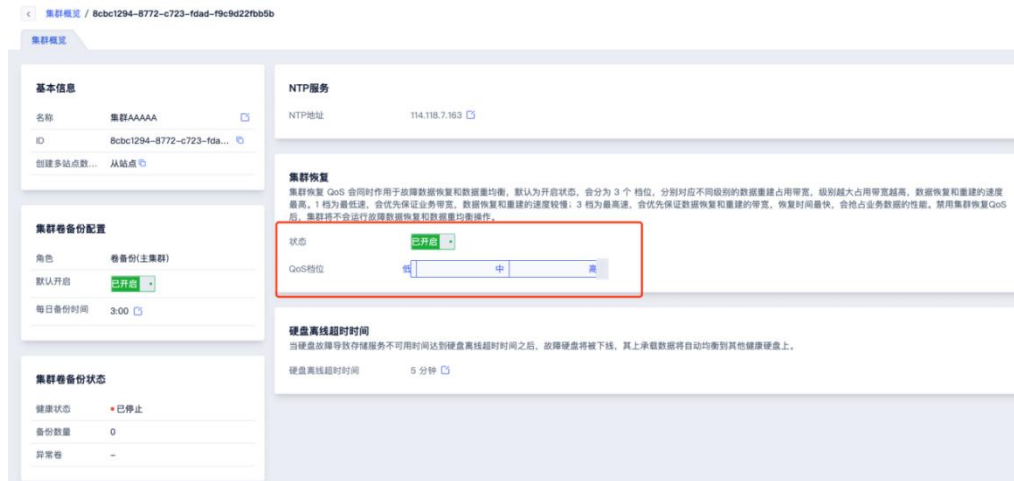 集群概览 / 8cbc1294-8772-c723-fdad-f9c9d22fbb5b
集群概览
基本信息
名称 集群AAAAA
ID 8cbc1294-8772-c723-fda...
创建多站点数... 从站点
集群卷备份配置
角色 卷备份(主集群)
默认开启 已开启
每日备份时间 3:00
集群卷备份状态
健康状态 已停止
备份数量 0
异常卷 –
NTP服务
NTP地址 114.118.7.163
集群恢复
集群恢复 QoS 会同时作用于故障数据恢复和数据重均衡，默认为开启状态，会分为 3 个 档位，分别对应不同级别的数据重建占用带宽，级别越大占用带宽越高，数据恢复和重建的速度
最高。1 档为最低速，会优先保证业务带宽，数据恢复和重建的速度较慢；3 档为最高速，会优先保证数据恢复和重建的带宽，恢复时间最快，会抢占业务数据的性能。禁用集群恢复QoS
后，集群将不会运行故障数据恢复和数据重均衡操作。
状态 已开启
QoS档位 低 中 高
硬盘离线超时时间
当硬盘故障导致存储服务不可用时间达到硬盘离线超时时间之后，故障硬盘将被下线，其上承载数据将自动均衡到其他健康硬盘上。
硬盘离线超时时间 5 分钟